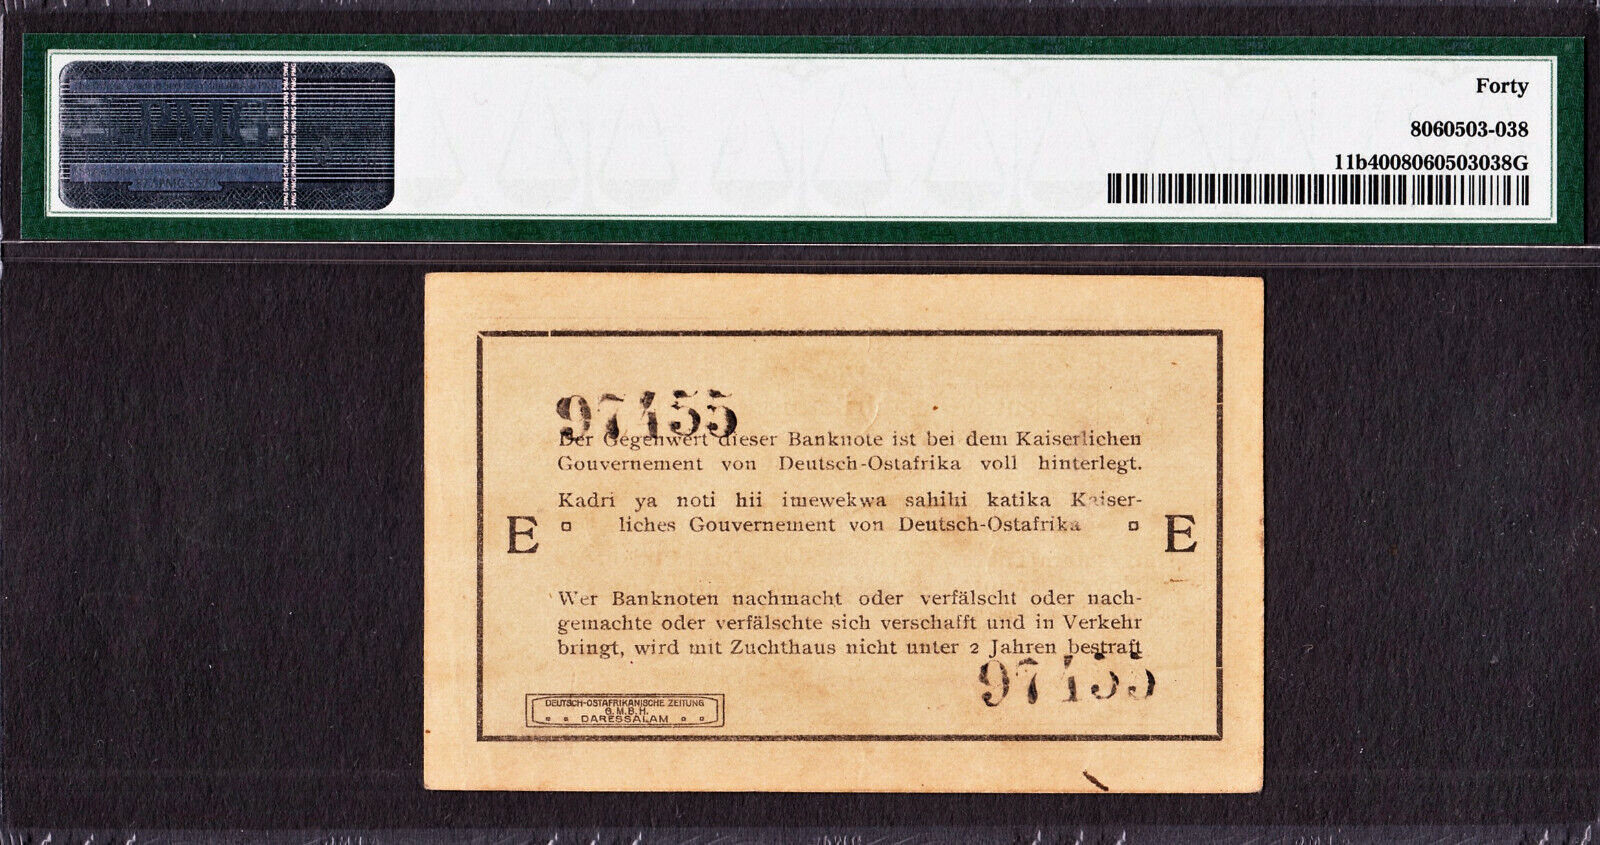 Forty
8060503-038
11b4008060503038G
PMG
97455
Der Gegenwert dieser Banknote ist bei dem Kaiserlichen
Gouvernement von Deutsch-Ostafrika voll hinterlegt.
Kadri ya noti hii imewekwa sahihi katika Kaiser-
liches Gouvernement von Deutsch-Ostafrika
E
E
Wer Banknoten nachmacht oder verfälscht oder nach-
gemachte oder verfälschte sich verschafft und in Verkehr
bringt, wird mit Zuchthaus nicht unter 2 Jahren bestraft
97455
DEUTSCH-OSTAFRIKANISCHE ZEITUNG
G.M.B.H.
DARESSALAM